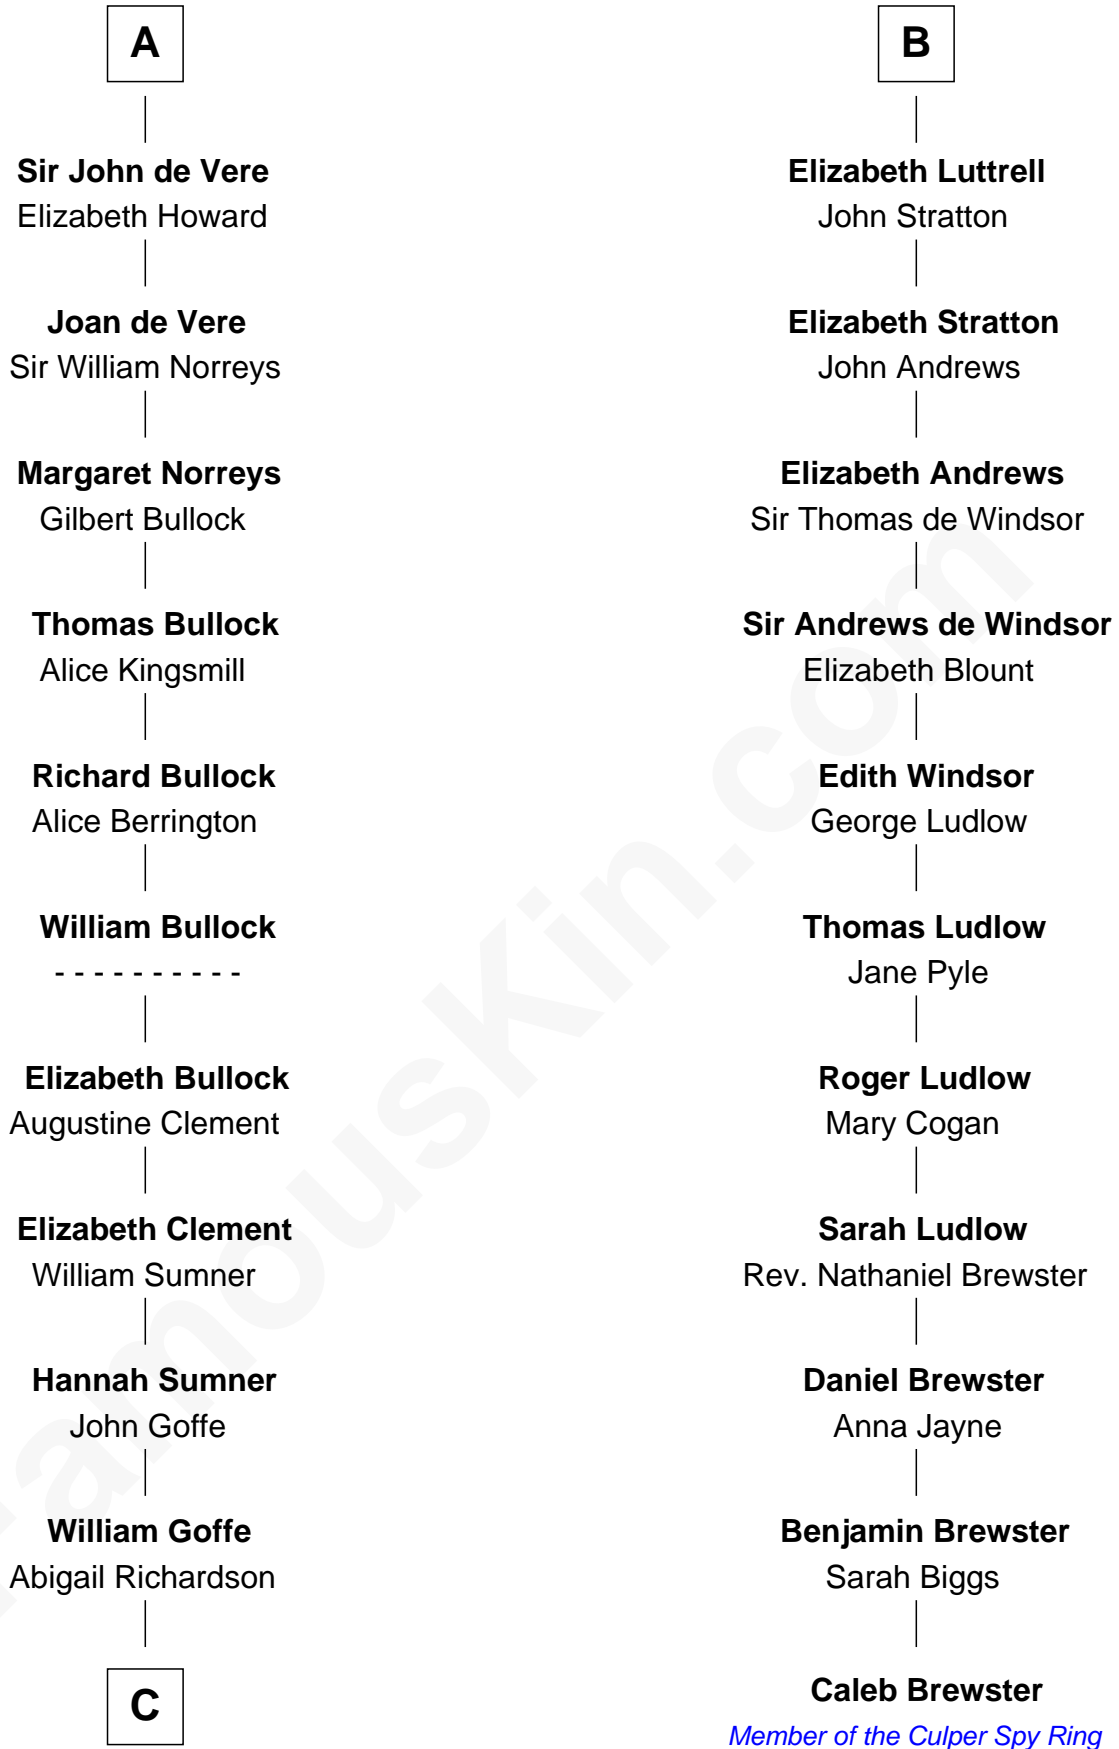 A
Sir John de Vere
Elizabeth Howard
Joan de Vere
Sir William Norreys
Margaret Norreys
Gilbert Bullock
Thomas Bullock
Alice Kingsmill
Richard Bullock
Alice Berrington
William Bullock
- - - - - - - - - -
Elizabeth Bullock
Augustine Clement
Elizabeth Clement
William Sumner
Hannah Sumner
John Goffe
William Goffe
Abigail Richardson
C
B
Elizabeth Luttrell
John Stratton
Elizabeth Stratton
John Andrews
Elizabeth Andrews
Sir Thomas de Windsor
Sir Andrews de Windsor
Elizabeth Blount
Edith Windsor
George Ludlow
Thomas Ludlow
Jane Pyle
Roger Ludlow
Mary Cogan
Sarah Ludlow
Rev. Nathaniel Brewster
Daniel Brewster
Anna Jayne
Benjamin Brewster
Sarah Biggs
Caleb Brewster
Member of the Culper Spy Ring
FamousKin.com